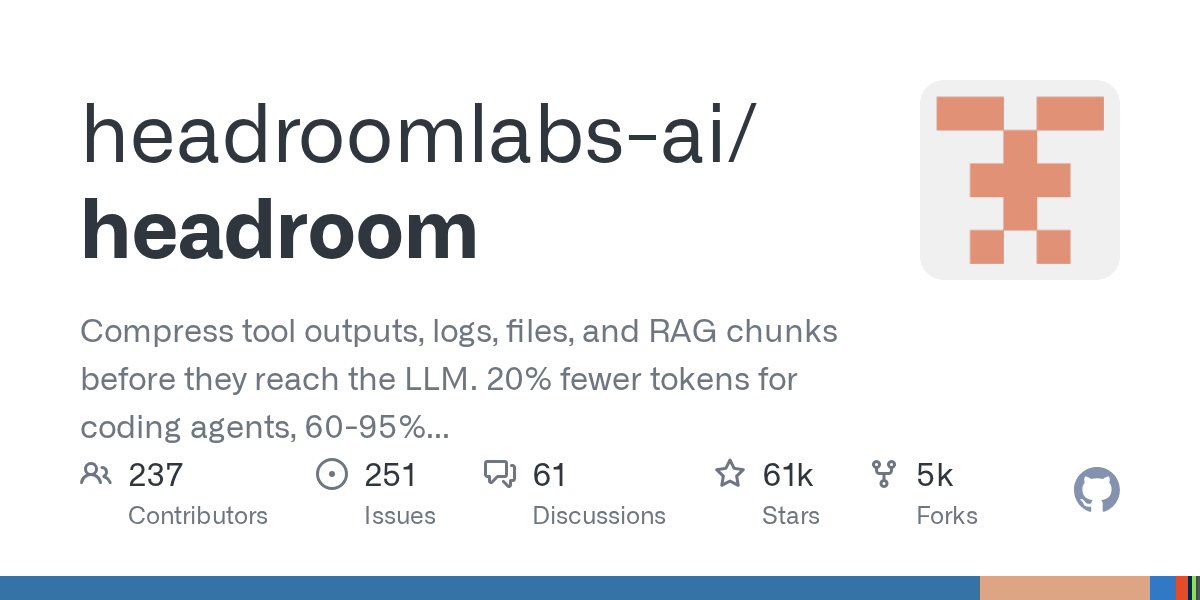 headroomlabs-ai/
headroom
Compress tool outputs, logs, files, and RAG chunks
before they reach the LLM. 20% fewer tokens for
coding agents, 60-95%...
237 251 61 61k 5k
Contributors Issues Discussions Stars Forks